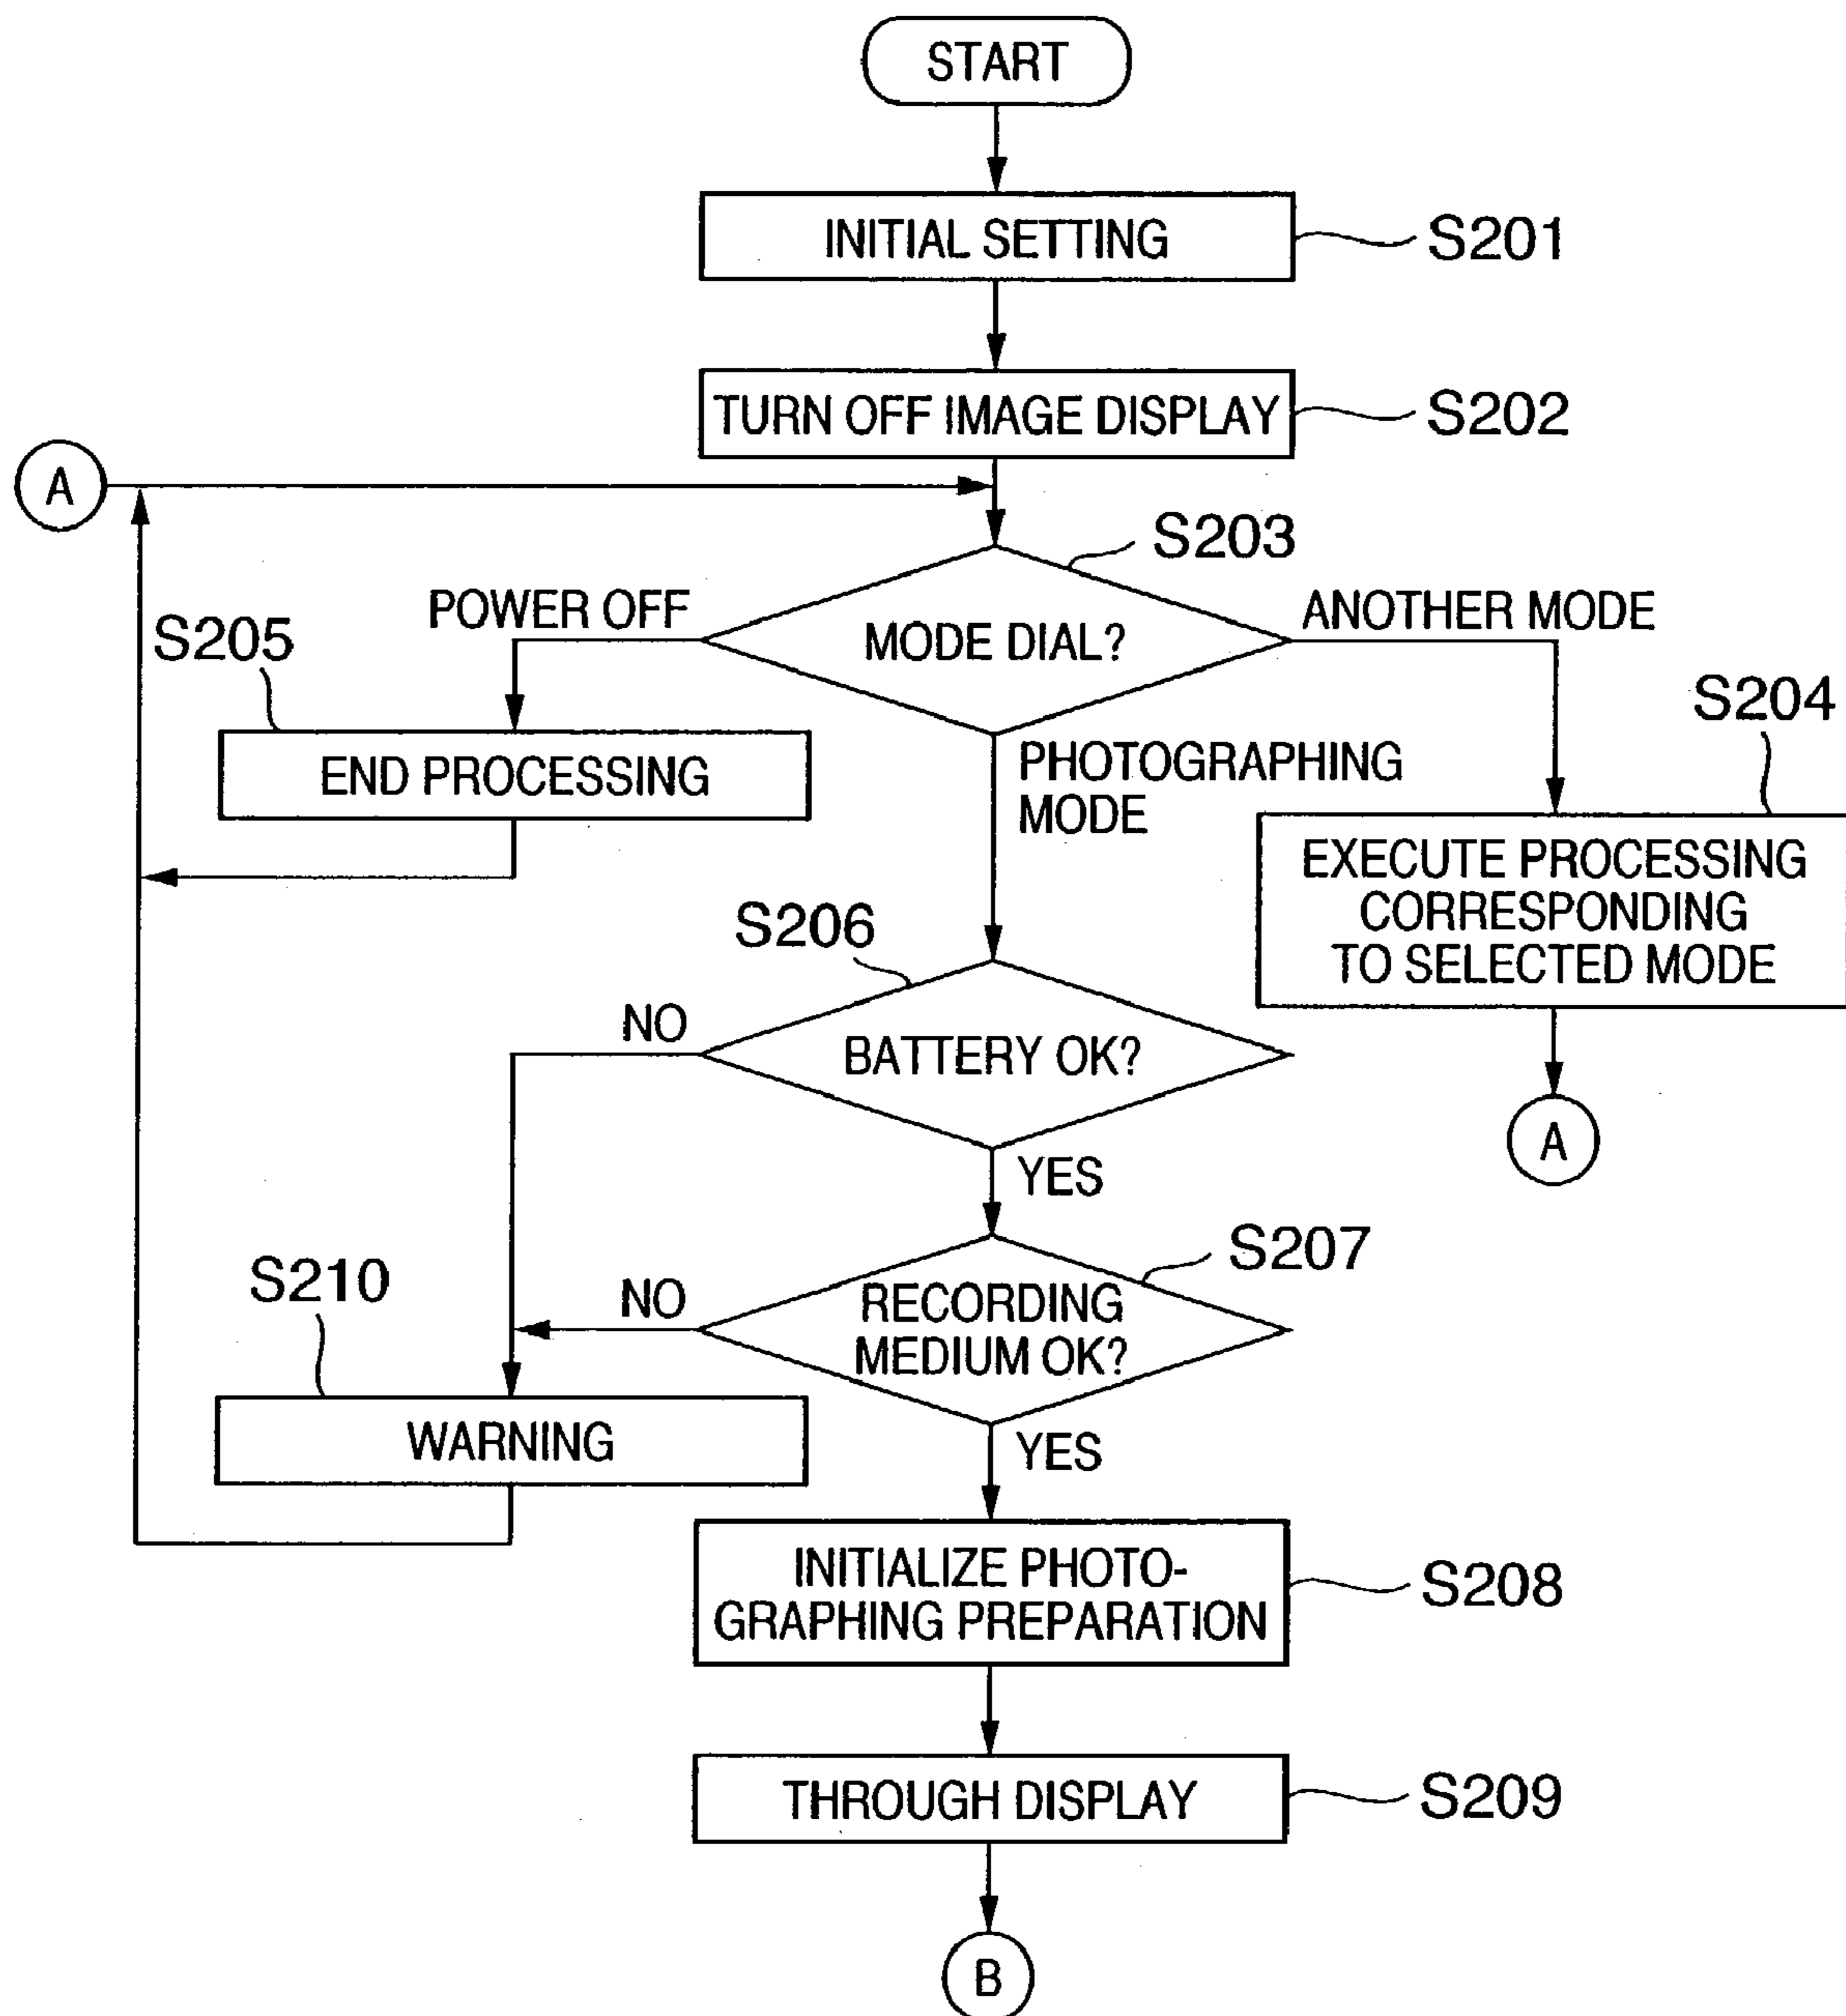 START
INITIAL SETTING
S201
TURN OFF IMAGE DISPLAY
S202
A
S203
POWER OFF
MODE DIAL?
ANOTHER MODE
S205
S204
END PROCESSING
PHOTOGRAPHING
MODE
EXECUTE PROCESSING
CORRESPONDING
TO SELECTED MODE
S206
NO
BATTERY OK?
A
YES
S207
S210
NO
RECORDING
MEDIUM OK?
WARNING
YES
INITIALIZE PHOTO-
GRAPHING PREPARATION
S208
THROUGH DISPLAY
S209
B